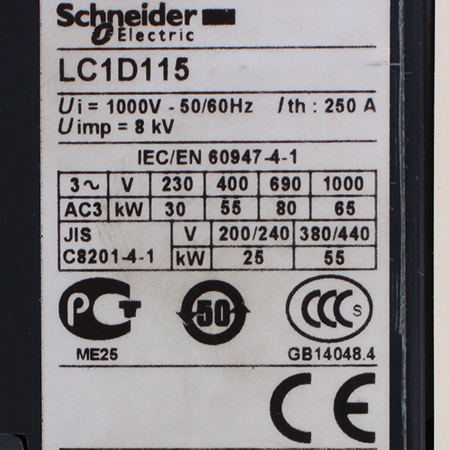 Schneider
Electric
LC1D115
Ui = 1000V - 50/60Hz Ith : 250 A
Uimp = 8 kV
IEC/EN 60947-4-1
3~ V 230 400 690 1000
AC3 kW 30 55 80 65
JIS V 200/240 380/440
C8201-4-1 kW 25 55
PCT 50 CCC S
ME25 GB14048.4
CE